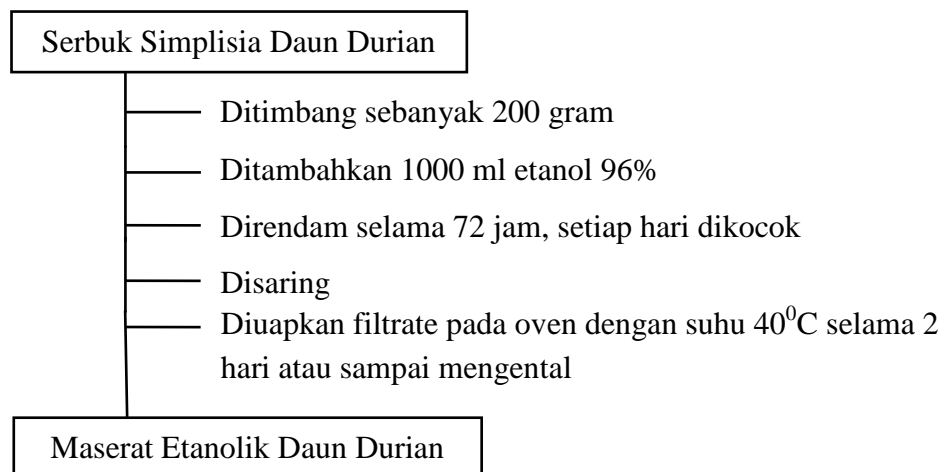 Serbuk Simplisia Daun Durian
Ditimbang sebanyak 200 gram
Ditambahkan 1000 ml etanol 96%
Direndam selama 72 jam, setiap hari dikocok
Disaring
Diuapkan filtrate pada oven dengan suhu 40⁰C selama 2
hari atau sampai mengental
Maserat Etanolik Daun Durian